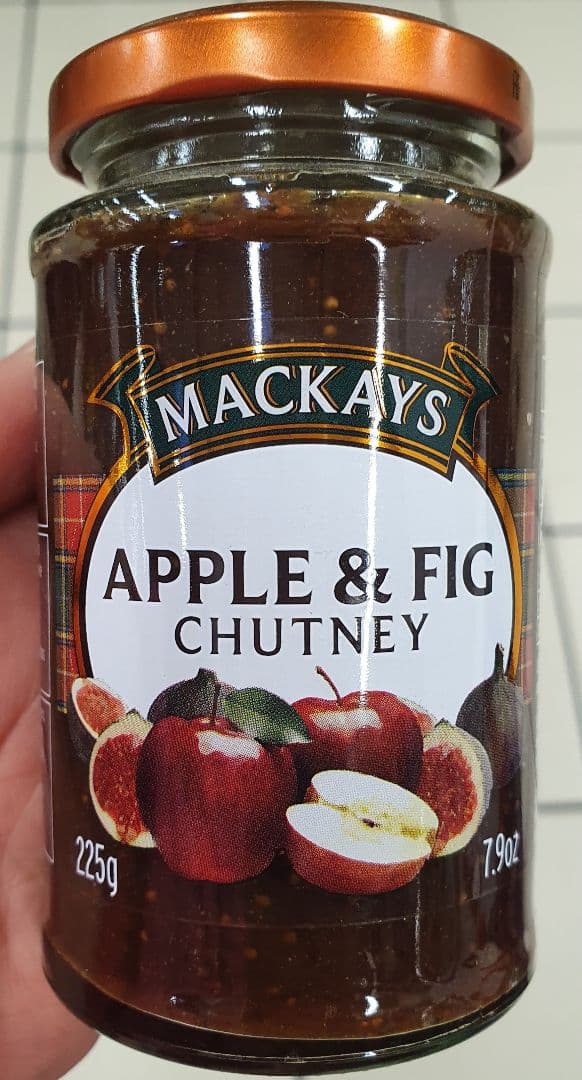 MACKAYS
APPLE & FIG
CHUTNEY
225g
7.9oz